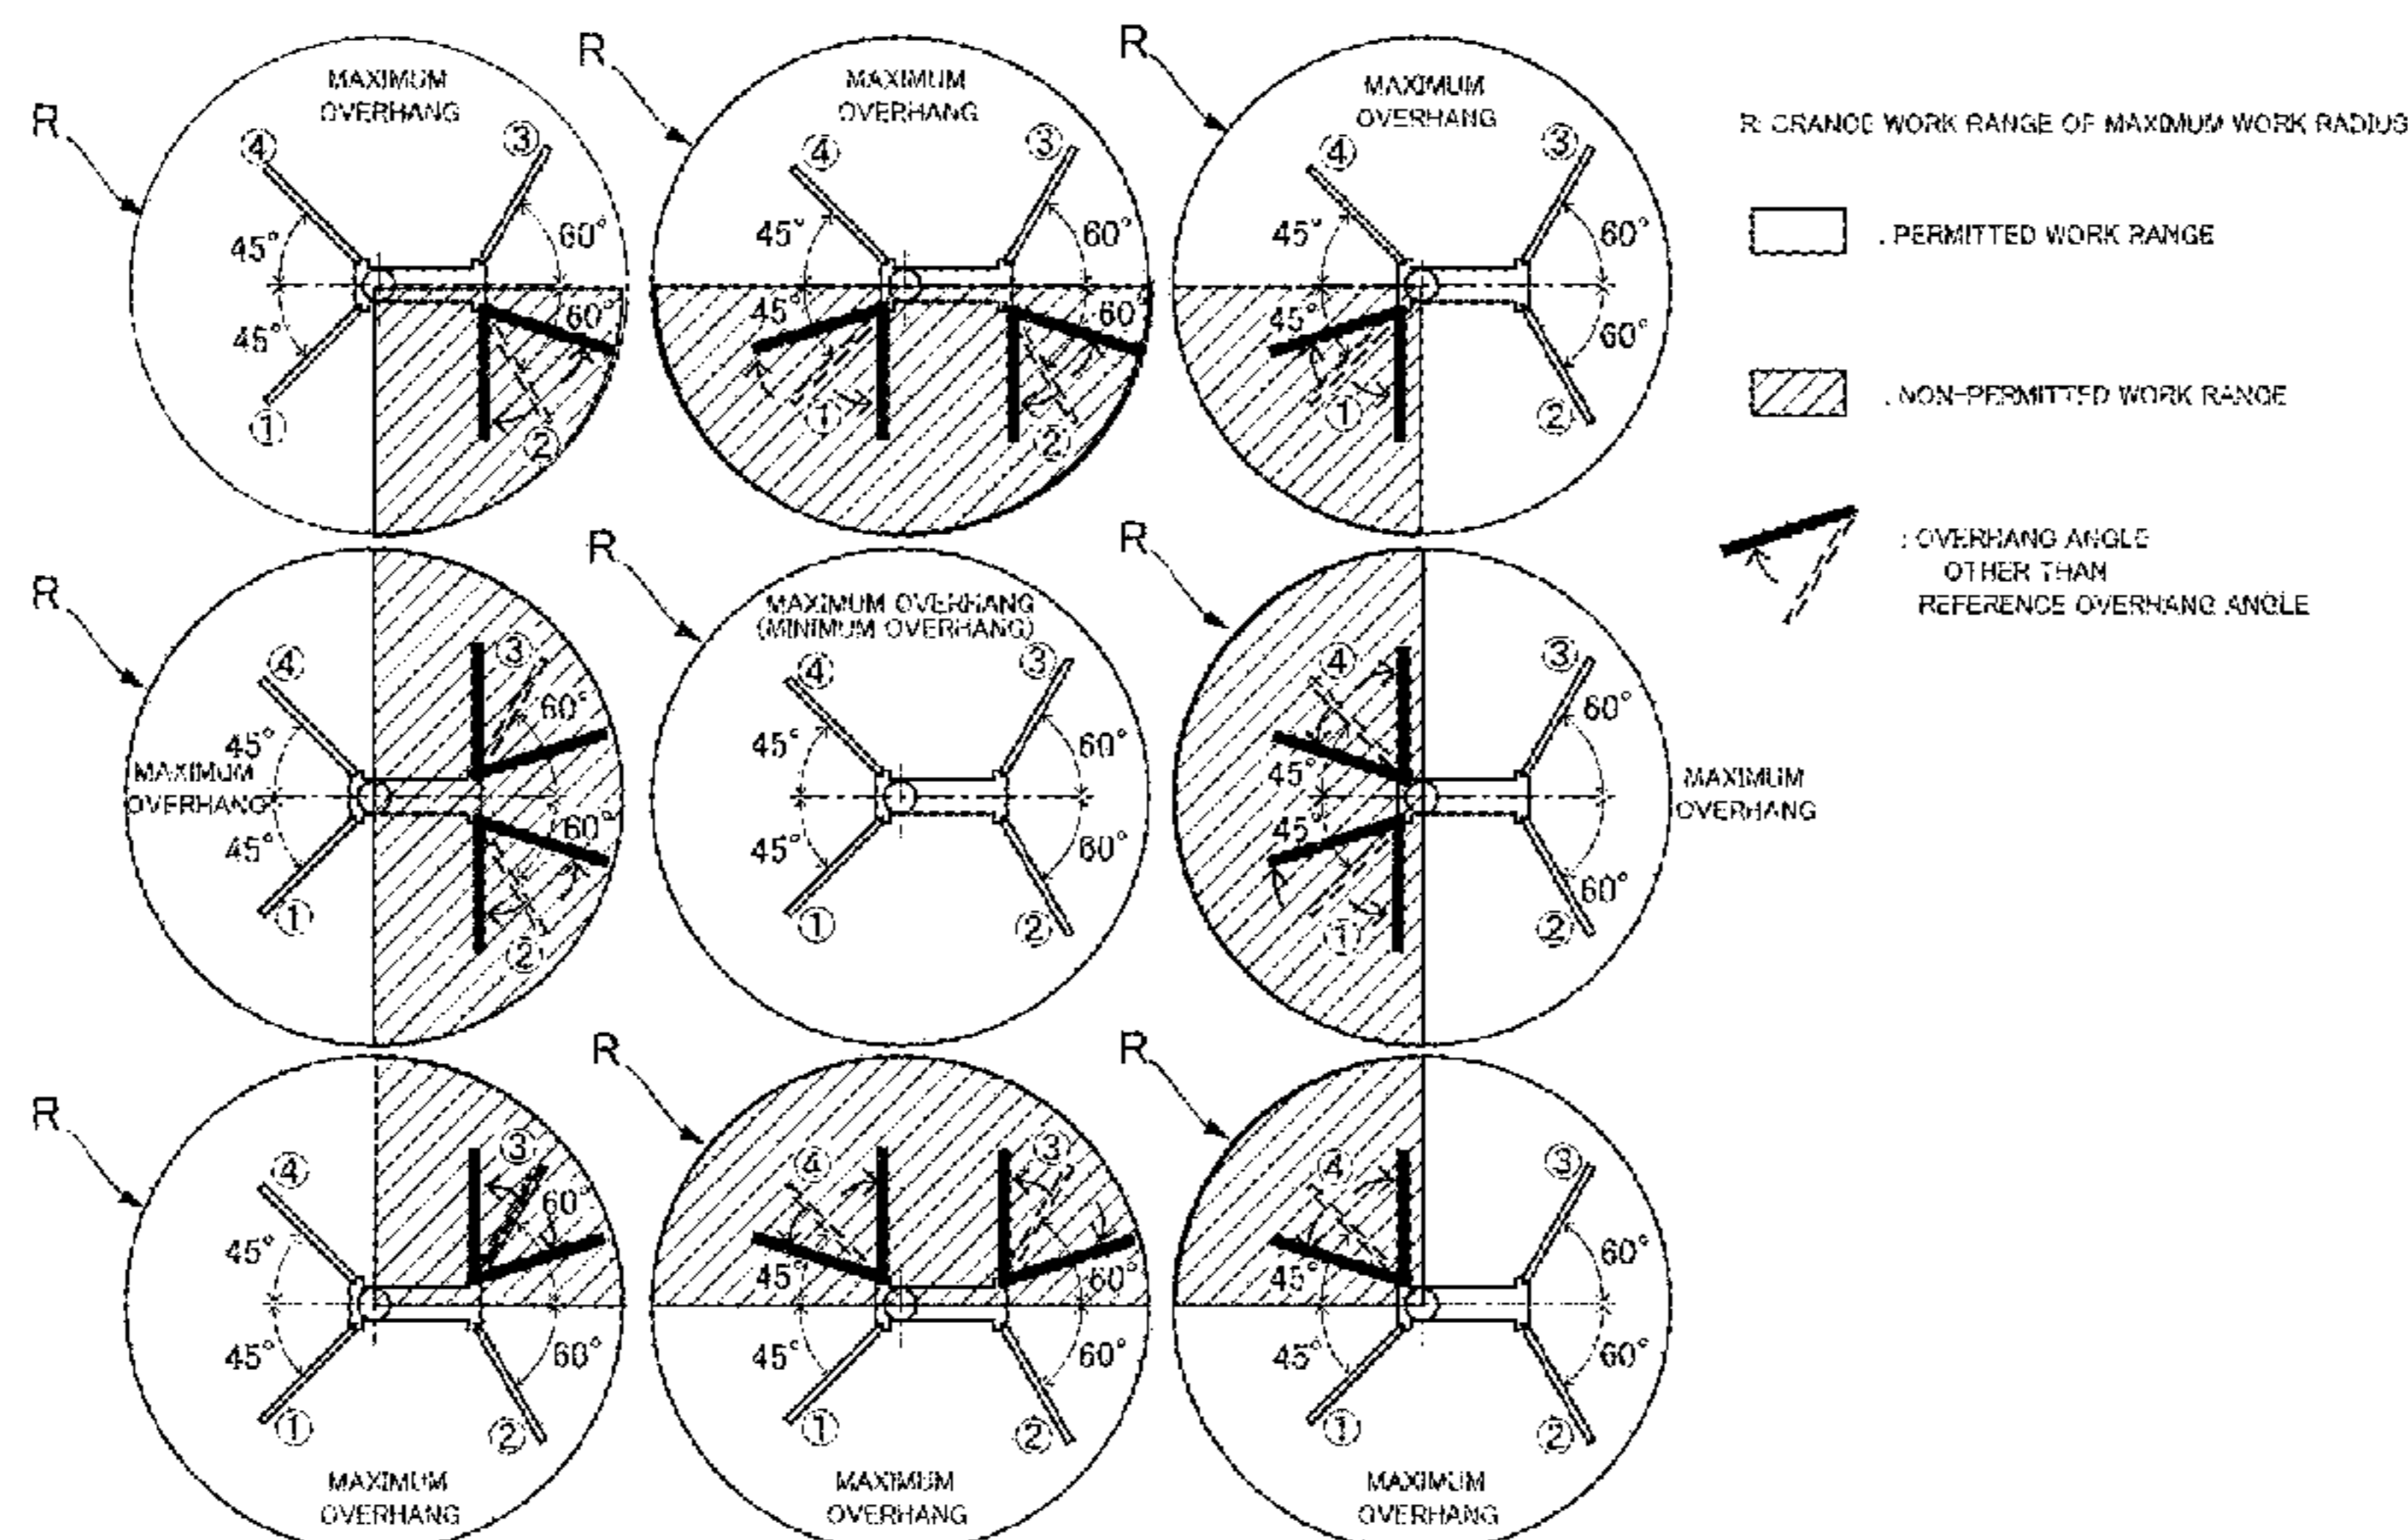 R
MAXIMUM
OVERHANG
④
③
45°
60°
45°
60°
①
②
R
MAXIMUM
OVERHANG
④
③
45°
60°
45°
60
①
②
R
MAXIMUM
OVERHANG
④
③
45°
60°
45°
60°
①
②
R
④
③
45°
60°
MAXIMUM
OVERHANG
45°
60°
①
②
R
MAXIMUM OVERHANG
(MINIMUM OVERHANG)
④
③
45°
60°
45°
60°
①
②
R
④
③
45°
60°
MAXIMUM
OVERHANG
45°
60°
①
②
R
④
③
45°
60°
45°
60°
①
②
MAXIMUM
OVERHANG
R
④
③
45°
60°
45°
60°
①
②
MAXIMUM
OVERHANG
R
④
③
45°
60°
45°
60°
①
②
MAXIMUM
OVERHANG
R: CRANCE WORK RANGE OF MAXIMUM WORK RADIUS
: PERMITTED WORK RANGE
: NON-PERMITTED WORK RANGE
: OVERHANG ANGLE
OTHER THAN
REFERENCE OVERHANG ANGLE